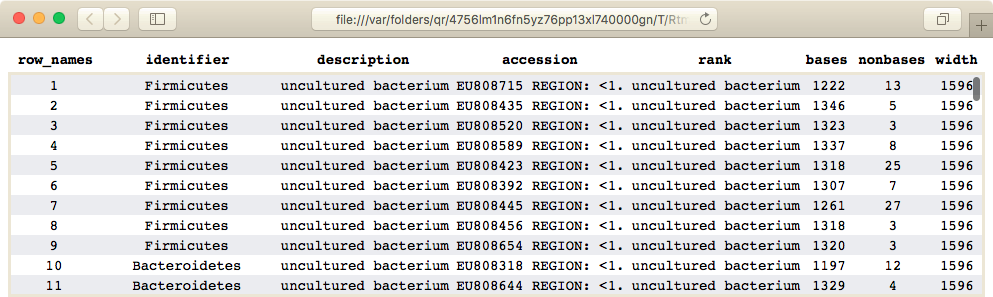 file:///var/folders/qr/4756lm1n6fn5yz76pp13xl740000gn/T/Rtm
row_names identifier description accession rank bases nonbases width
1 Firmicutes uncultured bacterium EU808715 REGION: <1. uncultured bacterium 1222 13 1596
2 Firmicutes uncultured bacterium EU808435 REGION: <1. uncultured bacterium 1346 5 1596
3 Firmicutes uncultured bacterium EU808520 REGION: <1. uncultured bacterium 1323 3 1596
4 Firmicutes uncultured bacterium EU808589 REGION: <1. uncultured bacterium 1337 8 1596
5 Firmicutes uncultured bacterium EU808423 REGION: <1. uncultured bacterium 1318 25 1596
6 Firmicutes uncultured bacterium EU808392 REGION: <1. uncultured bacterium 1307 7 1596
7 Firmicutes uncultured bacterium EU808445 REGION: <1. uncultured bacterium 1261 27 1596
8 Firmicutes uncultured bacterium EU808456 REGION: <1. uncultured bacterium 1318 3 1596
9 Firmicutes uncultured bacterium EU808654 REGION: <1. uncultured bacterium 1320 3 1596
10 Bacteroidetes uncultured bacterium EU808318 REGION: <1. uncultured bacterium 1197 12 1596
11 Bacteroidetes uncultured bacterium EU808644 REGION: <1. uncultured bacterium 1329 4 1596